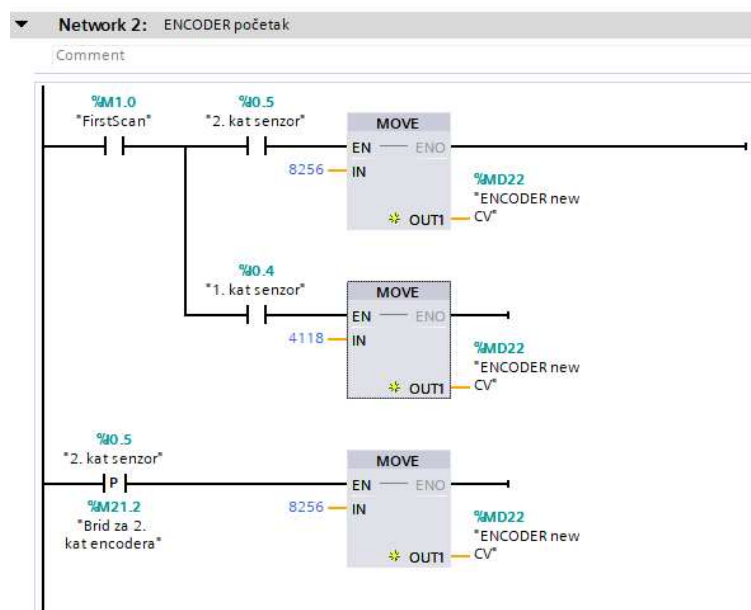 Network 2: ENCODER početak
Comment
%M1.0
"FirstScan"
%I0.5
"2. kat senzor"
MOVE
EN
ENO
8256
IN
%MD22
"ENCODER new
CV"
OUT1
%I0.4
"1. kat senzor"
MOVE
EN
ENO
4118
IN
%MD22
"ENCODER new
CV"
OUT1
%I0.5
"2. kat senzor"
P
%M21.2
"Brid za 2.
kat encodera"
MOVE
EN
ENO
8256
IN
%MD22
"ENCODER new
CV"
OUT1